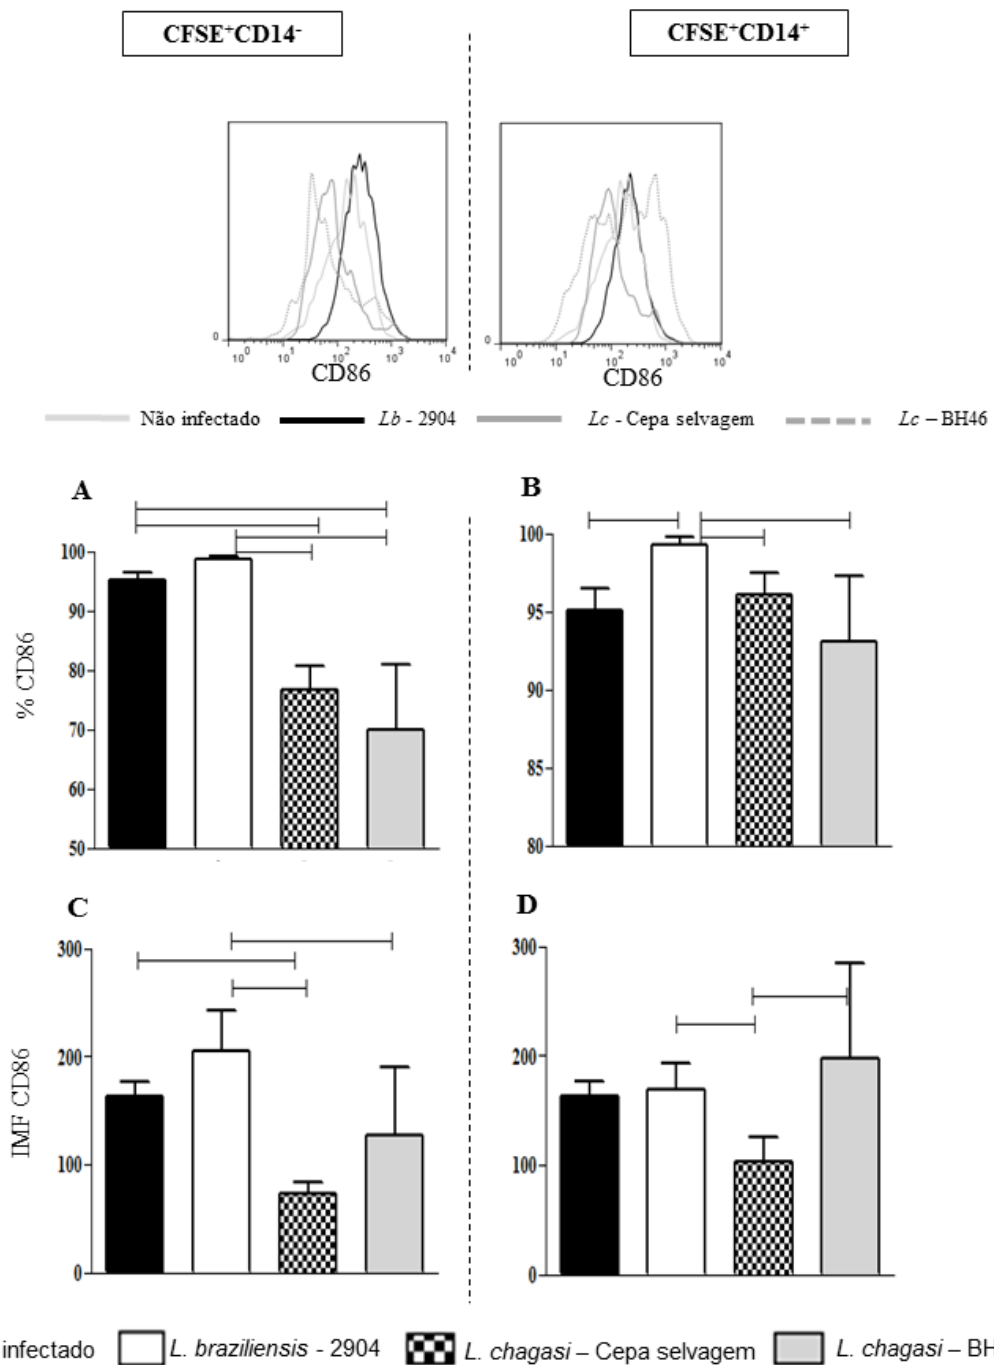 CFSE⁺CD14⁻ CFSE⁺CD14⁺
0 10⁰ 10¹ 10² 10³ 10⁴ 0 10⁰ 10¹ 10² 10³ 10⁴
CD86 CD86
Não infectado Lb - 2904 Lc - Cepa selvagem Lc – BH46
A B
% CD86
100 90 80 70 60 50
100 95 90 85 80
C D
IMF CD86
300 200 100 0
300 200 100 0
infectado L. braziliensis - 2904 L. chagasi – Cepa selvagem L. chagasi – BH